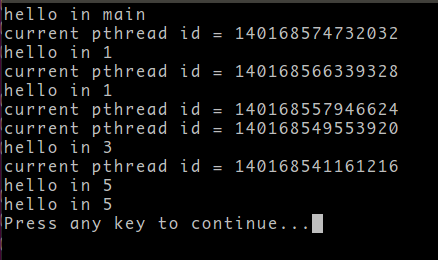 hello in main
current pthread id = 140168574732032
hello in 1
current pthread id = 140168566339328
hello in 1
current pthread id = 140168557946624
current pthread id = 140168549553920
hello in 3
current pthread id = 140168541161216
hello in 5
hello in 5
Press any key to continue...